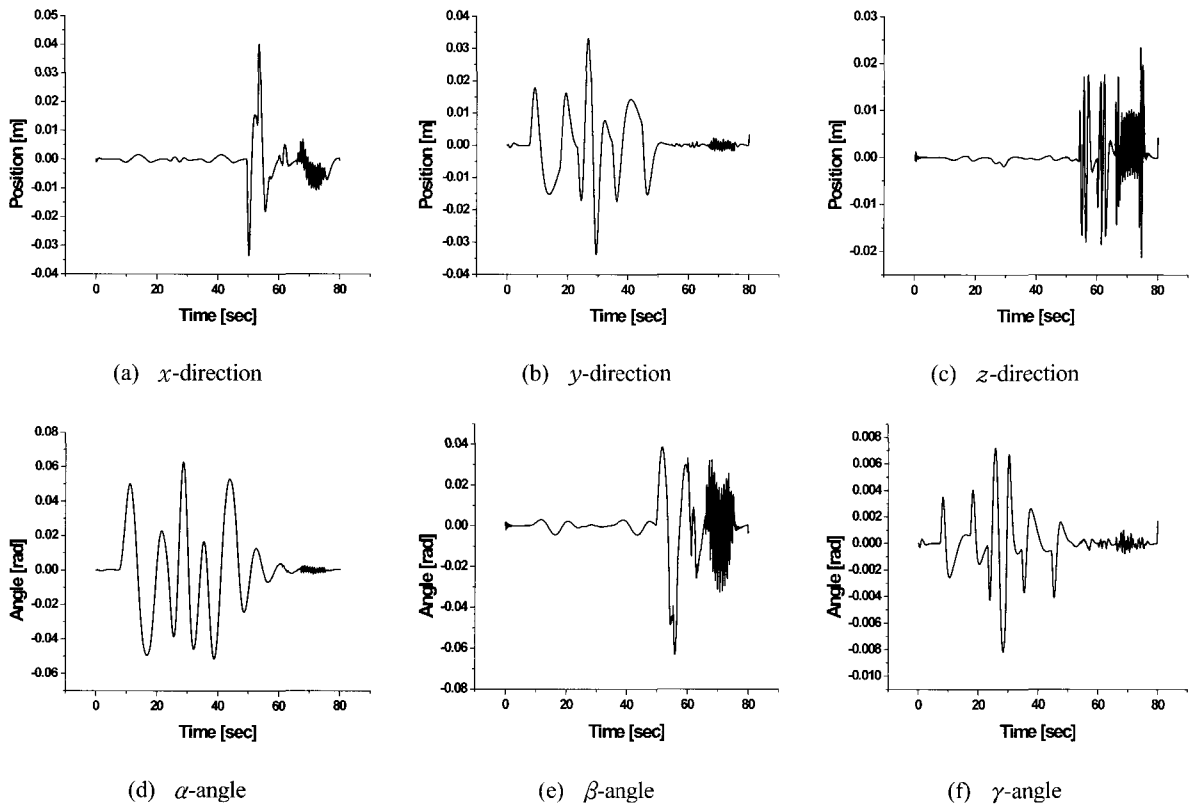 0.05
0.04
0.03
0.02
0.01
0.00
-0.01
-0.02
-0.03
-0.04
Position [m]
0 20 40 60 80
Time [sec]
(a) x-direction
0.04
0.03
0.02
0.01
0.00
-0.01
-0.02
-0.03
-0.04
Position [m]
0 20 40 60 80
Time [sec]
(b) y-direction
0.03
0.02
0.01
0.00
-0.01
-0.02
Position [m]
0 20 40 60 80
Time [sec]
(c) z-direction
0.08
0.06
0.04
0.02
0.00
-0.02
-0.04
-0.06
Angle [rad]
0 20 40 60 80
Time [sec]
(d) α-angle
0.04
0.02
0.00
-0.02
-0.04
-0.06
-0.08
Angle [rad]
0 20 40 60 80
Time [sec]
(e) β-angle
0.008
0.006
0.004
0.002
0.000
-0.002
-0.004
-0.006
-0.008
-0.010
Angle [rad]
0 20 40 60 80
Time [sec]
(f) γ-angle